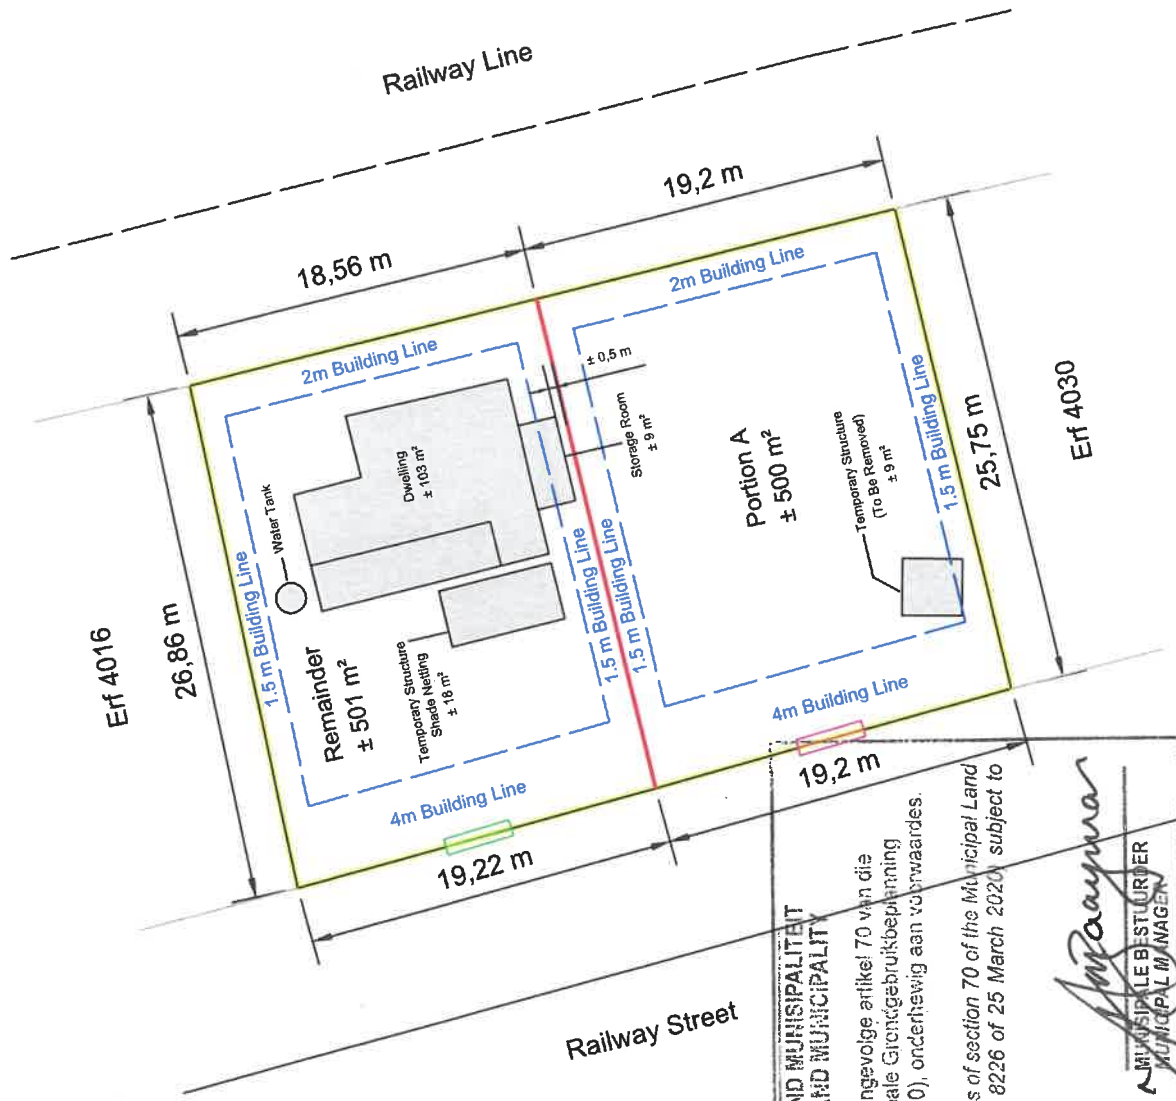 Railway Line
19,2 m
18,56 m
2m Building Line
2m Building Line
± 0,5 m
Storage Room
± 9 m²
Dwelling
± 103 m²
Water Tank
1.5 m Building Line
Erf 4016
26,86 m
Remainder
± 501 m²
Temporary Structure
Shade Netting
± 18 m²
1.5 m Building Line
1.5 m Building Line
Portion A
± 500 m²
Temporary Structure
(To Be Removed)
± 9 m²
1.5 m Building Line
25,75 m
Erf 4030
4m Building Line
4m Building Line
19,22 m
19,2 m
Railway Street
ND MUNISIPALITEIT
AND MUNICIPALITY
ngevolge artikel 70 van die
ale Grondgebruikbeplanning
0), onderhewig aan voorwaardes.
s of section 70 of the Municipal Land
8226 of 25 March 2020) subject to
MUNISIPALE BESTUURDER
MUNICIPAL MANAGER